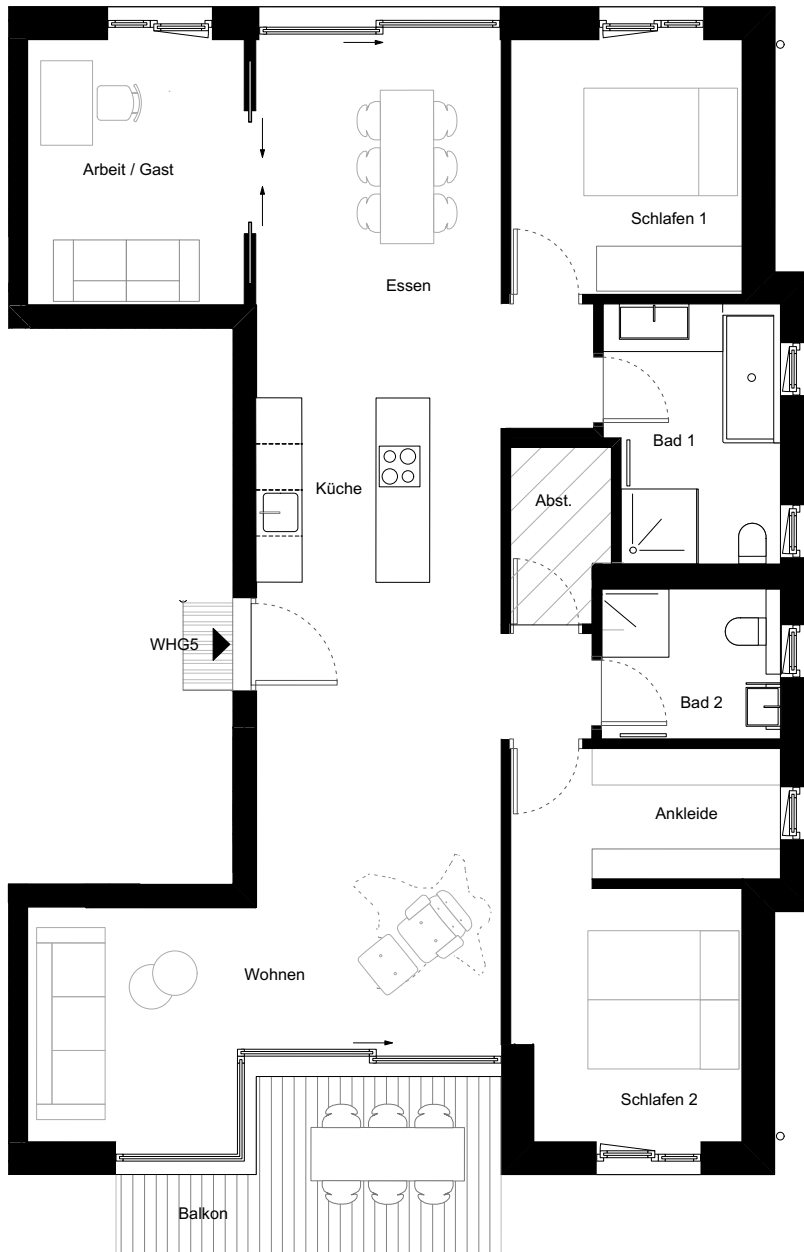 Arbeit / Gast
Schlafen 1
Essen
Bad 1
Küche
Abst.
WHG5
Bad 2
Ankleide
Wohnen
Schlafen 2
Balkon